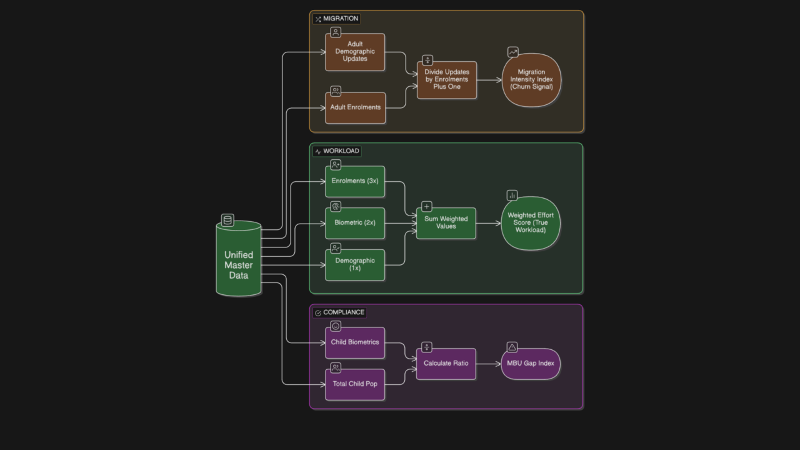 MIGRATION
Adult
Demographic
Updates
Adult Enrolments
Divide Updates
by Enrolments
Plus One
Migration
Intensity Index
(Churn Signal)
WORKLOAD
Enrolments (3x)
Biometric (2x)
Demographic
(1x)
Sum Weighted
Values
Weighted Effort
Score (True
Workload)
Unified
Master
Data
COMPLIANCE
Child Biometrics
Total Child Pop
Calculate Ratio
MBU Gap Index